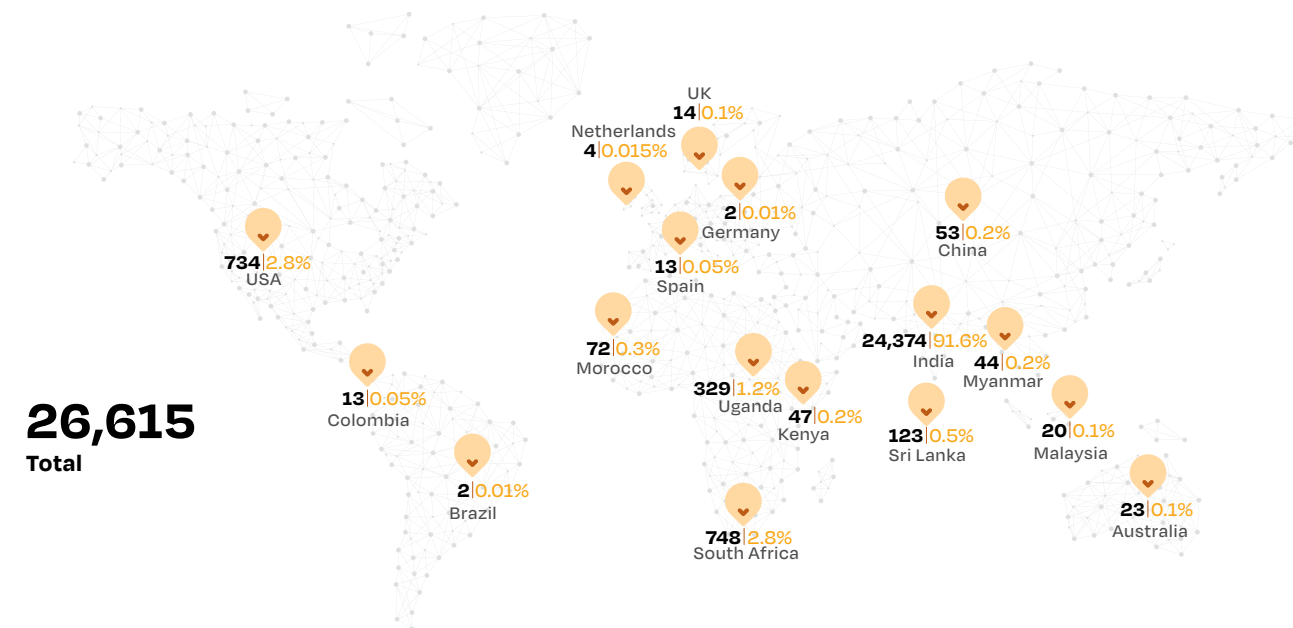 UK
14|0.1%
Netherlands
4|0.015%
2|0.01%
Germany
13|0.05%
Spain
53|0.2%
China
734|2.8%
USA
72|0.3%
Morocco
24,374|91.6%
India
44|0.2%
Myanmar
329|1.2%
Uganda
47|0.2%
Kenya
13|0.05%
Colombia
123|0.5%
Sri Lanka
20|0.1%
Malaysia
26,615
Total
2|0.01%
Brazil
23|0.1%
Australia
748|2.8%
South Africa